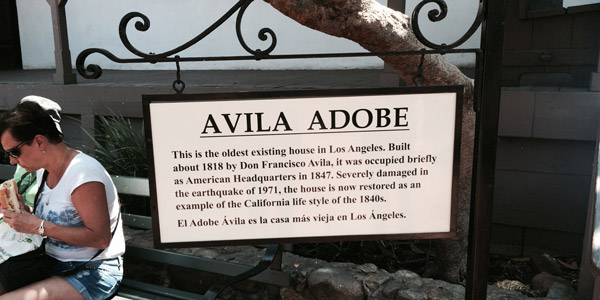 AVILA ADOBE
This is the oldest existing house in Los Angeles. Built
about 1818 by Don Francisco Avila, it was occupied briefly
as American Headquarters in 1847. Severely damaged in
the earthquake of 1971, the house is now restored as an
example of the California life style of the 1840s.
El Adobe Ávila es la casa más vieja en Los Ángeles.